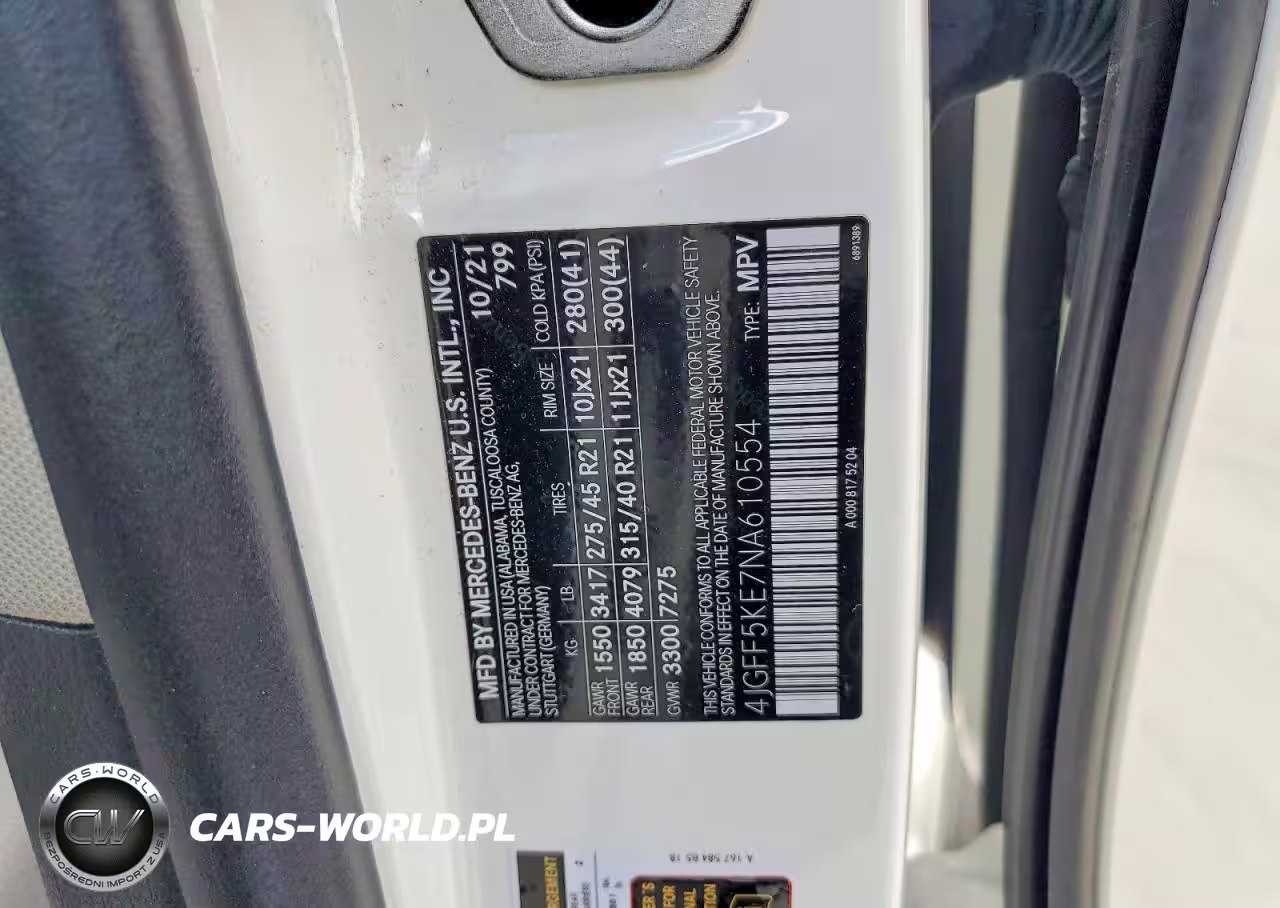 MFD BY MERCEDES-BENZ U.S. INTL., INC
MANUFACTURED IN USA (ALABAMA, TUSCALOOSA COUNTY) 10/21
UNDER CONTRACT FOR MERCEDES-BENZ AG, 799
STUTTGART (GERMANY)
KG LB TIRES RIM SIZE COLD KPA (PSI)
GAWR FRONT 1550 3417 275/45 R21 10Jx21 280(41)
GAWR REAR 1850 4079 315/40 R21 11Jx21 300(44)
GVWR 3300 7275
THIS VEHICLE CONFORMS TO ALL APPLICABLE FEDERAL MOTOR VEHICLE SAFETY
STANDARDS IN EFFECT ON THE DATE OF MANUFACTURE SHOWN ABOVE.
4JGFF5KE7NA610554 TYPE: MPV
A 000 817 52 04 6891389
A 167 584 85 18
CARS-WORLD
CW
BEZPOŚREDNI IMPORT Z USA
CARS-WORLD.PL